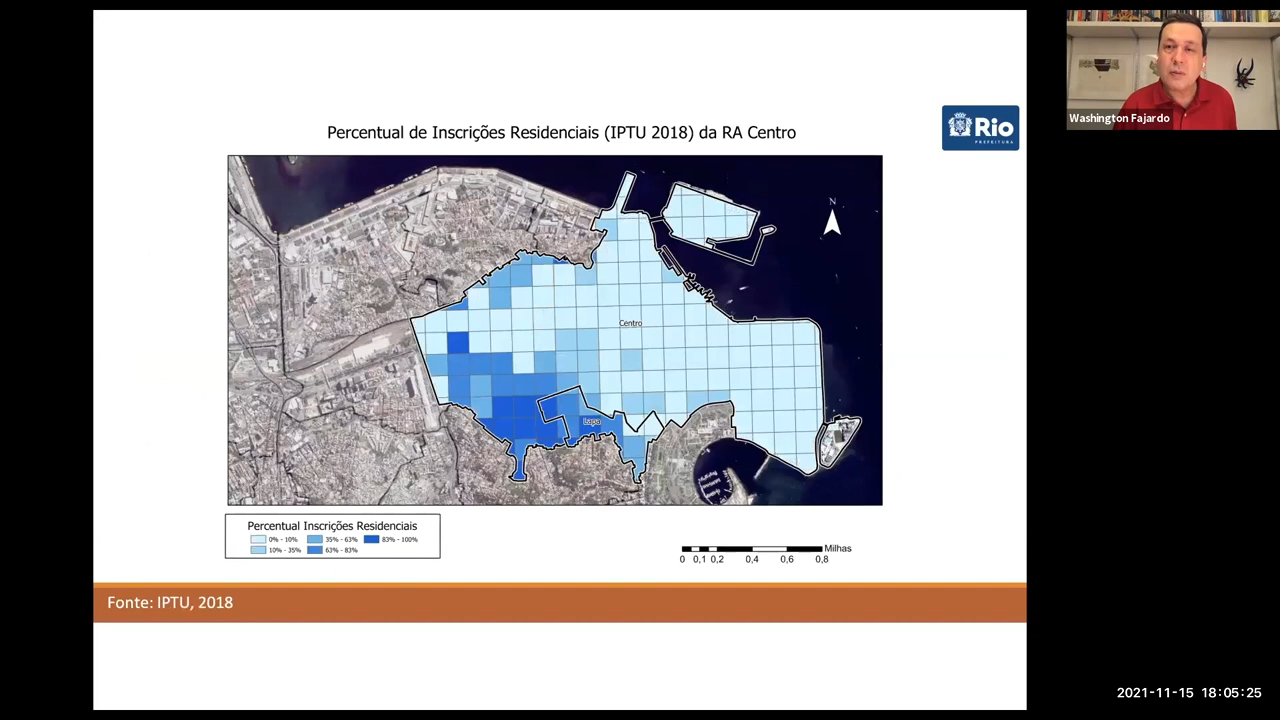 Percentual de Inscrições Residenciais (IPTU 2018) da RA Centro
Rio
PREFEITURA
Washington Fajardo
N
Centro
Lapa
Percentual Inscrições Residenciais
0% - 10%
35% - 63%
83% - 100%
10% - 35%
63% - 83%
Milhas
0 0,1 0,2 0,4 0,6 0,8
Fonte: IPTU, 2018
2021-11-15 18:05:25